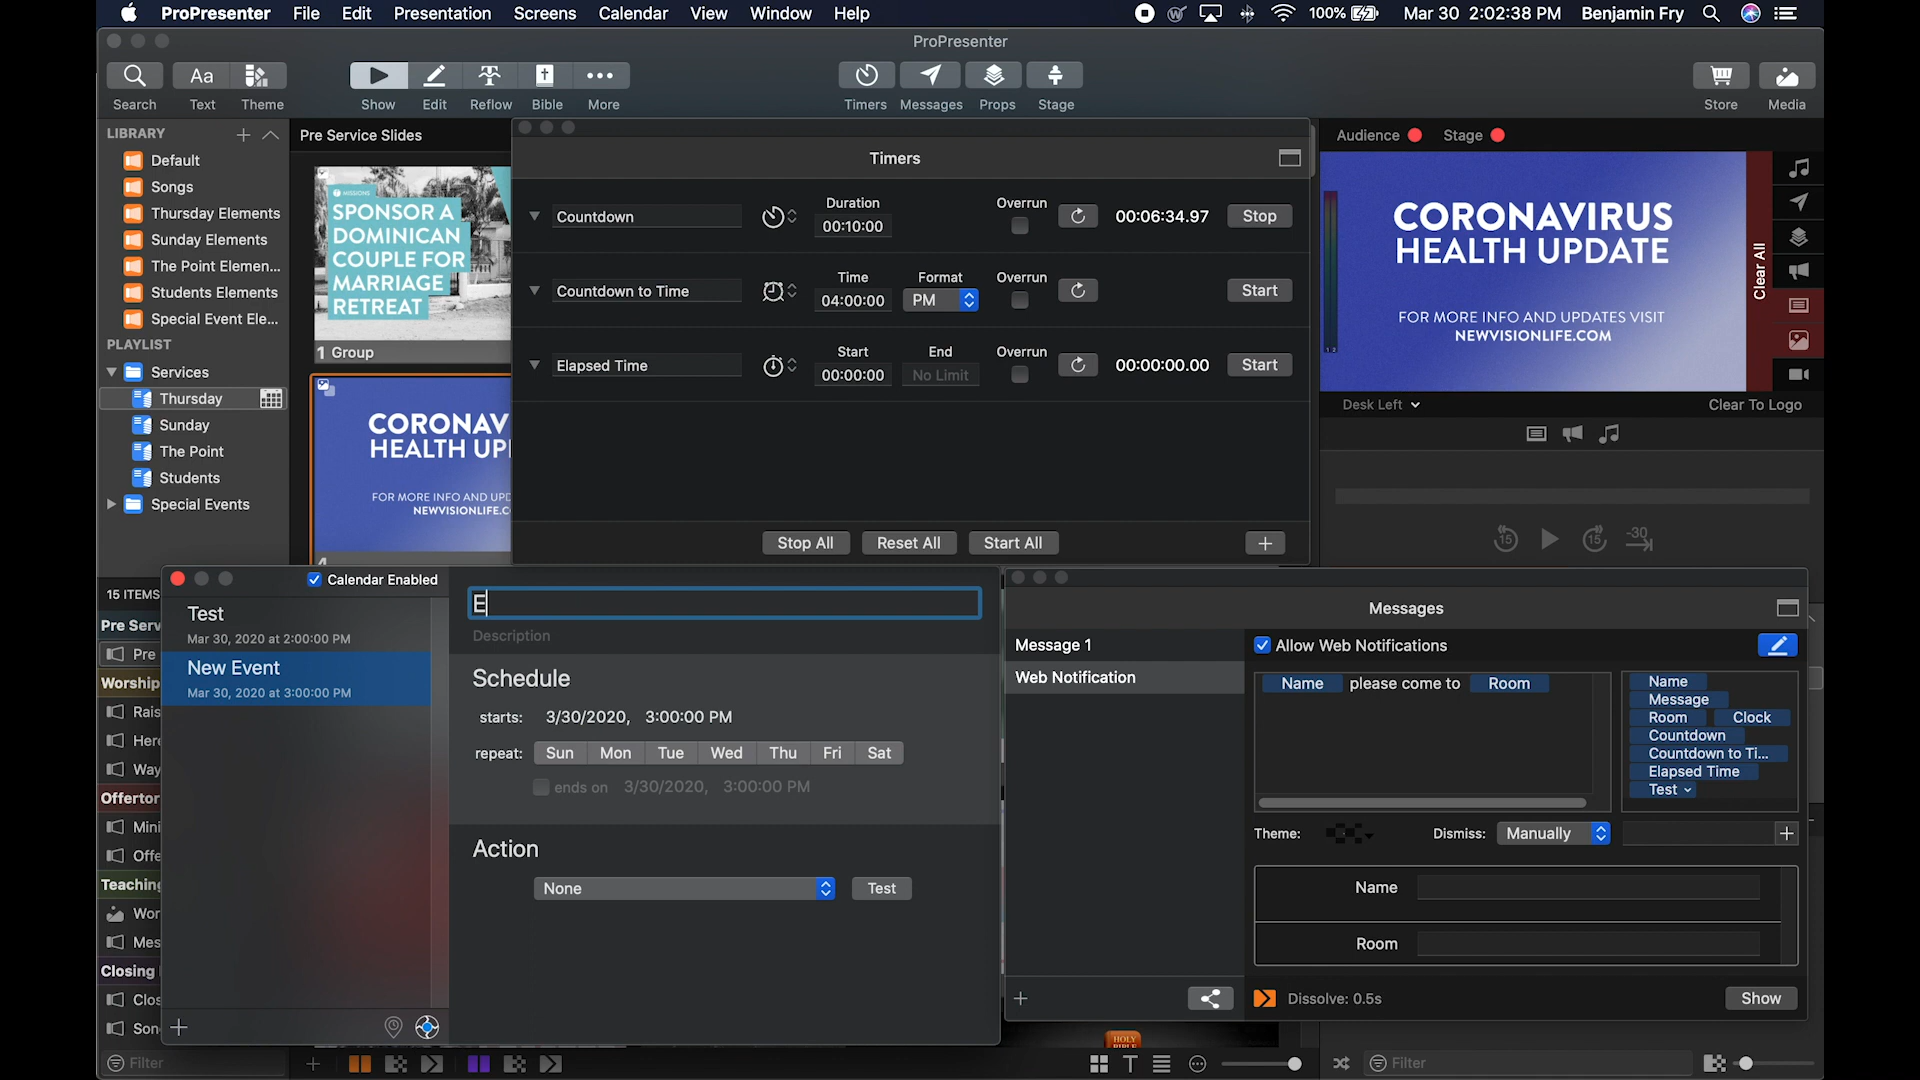 ProPresenter File Edit Presentation Screens Calendar View Window Help 100% Mar 30 2:02:38 PM Benjamin Fry
ProPresenter
Search Text Theme Show Edit Reflow Bible More Timers Messages Props Stage Store Media
Aa
LIBRARY
Default
Songs
Thursday Elements
Sunday Elements
The Point Elemen...
Students Elements
Special Event Ele...
PLAYLIST
Services
Thursday
Sunday
The Point
Students
Special Events
Pre Service Slides
MISSIONS
SPONSOR A
DOMINICAN
COUPLE FOR
MARRIAGE
RETREAT
1 Group
CORONAV
HEALTH UP
FOR MORE INFO AND UPD
NEWVISIONLIFE.C
Timers
Countdown Duration 00:10:00 Overrun 00:06:34.97 Stop
Countdown to Time Time 04:00:00 Format PM Overrun Start
Elapsed Time Start 00:00:00 End No Limit Overrun 00:00:00.00 Start
Stop All Reset All Start All
Audience Stage
CORONAVIRUS
HEALTH UPDATE
FOR MORE INFO AND UPDATES VISIT
NEWVISIONLIFE.COM
Clear All
1 2
Desk Left Clear To Logo
15 15 -30
15 ITEMS
Pre Serv
Pre
Worship
Rais
Here
Way
Offertor
Mini
Offe
Teaching
Wor
Mes
Closing
Clos
Son
Filter
Calendar Enabled
Test
Mar 30, 2020 at 2:00:00 PM
New Event
Mar 30, 2020 at 3:00:00 PM
E
Description
Schedule
starts: 3/30/2020, 3:00:00 PM
repeat: Sun Mon Tue Wed Thu Fri Sat
ends on 3/30/2020, 3:00:00 PM
Action
None Test
Messages
Message 1
Web Notification
Allow Web Notifications
Name please come to Room
Name
Message
Room Clock
Countdown
Countdown to Ti...
Elapsed Time
Test
Theme: Dismiss: Manually
Name
Room
Dissolve: 0.5s Show
HOLY
BIBLE
Filter